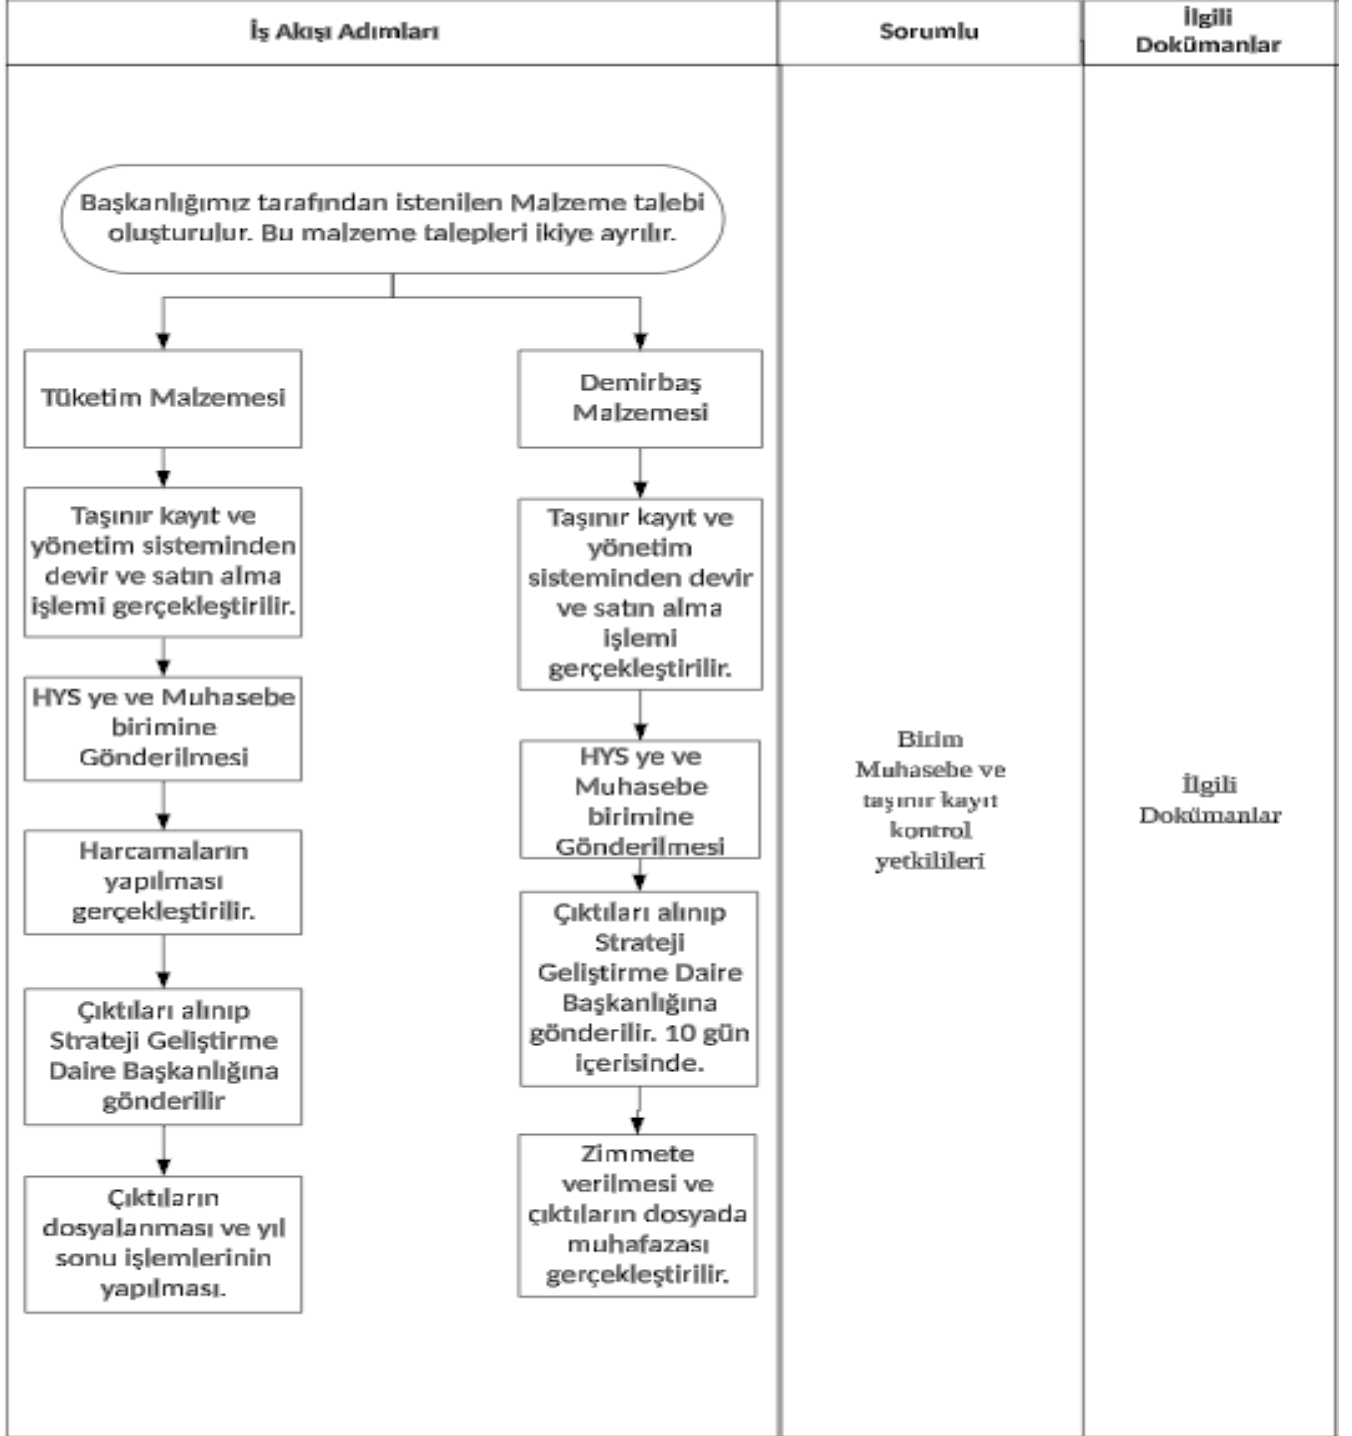 İş Akışı Adımları
Sorumlu
İlgili
Dokümanlar
Başkanlığımız tarafından istenilen Malzeme talebi
oluşturulur. Bu malzeme talepleri ikiye ayrılır.
Tüketim Malzemesi
Taşınır kayıt ve
yönetim sisteminden
devir ve satın alma
işlemi gerçekleştirilir.
HYS ye ve Muhasebe
birimine
Gönderilmesi
Harcamaların
yapılması
gerçekleştirilir.
Çıktıları alınıp
Strateji Geliştirme
Daire Başkanlığına
gönderilir
Çıktıların
dosyalanması ve yıl
sonu işlemlerinin
yapılması.
Demirbaş
Malzemesi
Taşınır kayıt ve
yönetim
sisteminden devir
ve satın alma
işlemi
gerçekleştirilir.
HYS ye ve
Muhasebe
birimine
Gönderilmesi
Çıktıları alınıp
Strateji
Geliştirme Daire
Başkanlığına
gönderilir. 10 gün
içerisinde.
Zimmete
verilmesi ve
çıktıların dosyada
muhafazası
gerçekleştirilir.
Birim
Muhasebe ve
taşınır kayıt
kontrol
yetkilileri
İlgili
Dokümanlar